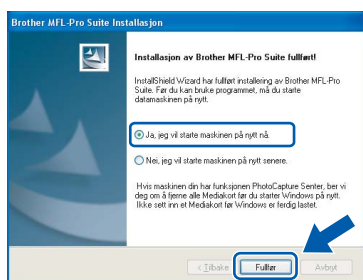 Brother MFL-Pro Suite Installasjon
Installasjon av Brother MFL-Pro Suite fullført!
InstallShield Wizard har fullført installering av Brother MFL-Pro
Suite. Før du kan bruke programmet, må du starte
datamaskinen på nytt.
Ja, jeg vil starte maskinen på nytt nå.
Nei, jeg vil starte maskinen på nytt senere.
Hvis maskinen din har funksjonen PhotoCapture Senter, ber vi
deg om å fjerne alle Mediakort før du starter Windows på nytt.
Ikke sett inn et Mediakort før Windows er ferdig lastet.
< Tilbake Fullfør Avbryt